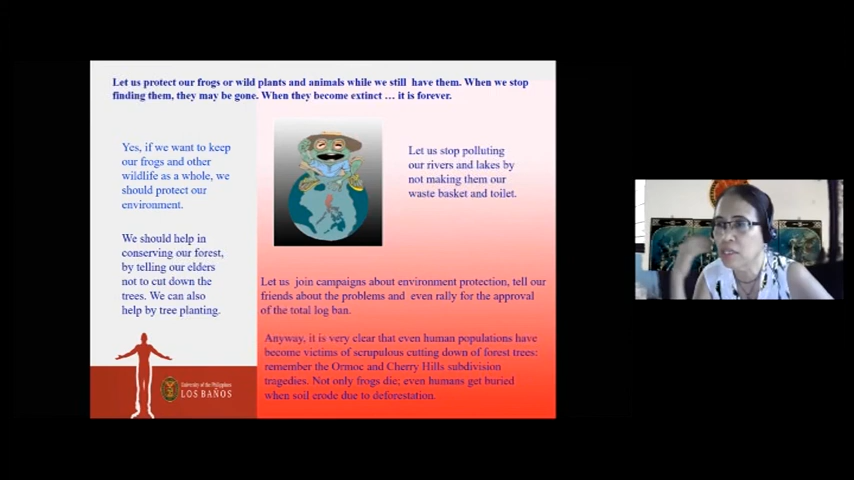 Let us protect our frogs or wild plants and animals while we still have them. When we stop
finding them, they may be gone. When they become extinct … it is forever.
Yes, if we want to keep
our frogs and other
wildlife as a whole, we
should protect our
environment.
We should help in
conserving our forest,
by telling our elders
not to cut down the
trees. We can also
help by tree planting.
Let us stop polluting
our rivers and lakes by
not making them our
waste basket and toilet.
Let us join campaigns about environment protection, tell our
friends about the problems and even rally for the approval
of the total log ban.
Anyway, it is very clear that even human populations have
become victims of scrupulous cutting down of forest trees:
remember the Ormoc and Cherry Hills subdivision
tragedies. Not only frogs die; even humans get buried
when soil erode due to deforestation.
University of the Philippines
LOS BAÑOS